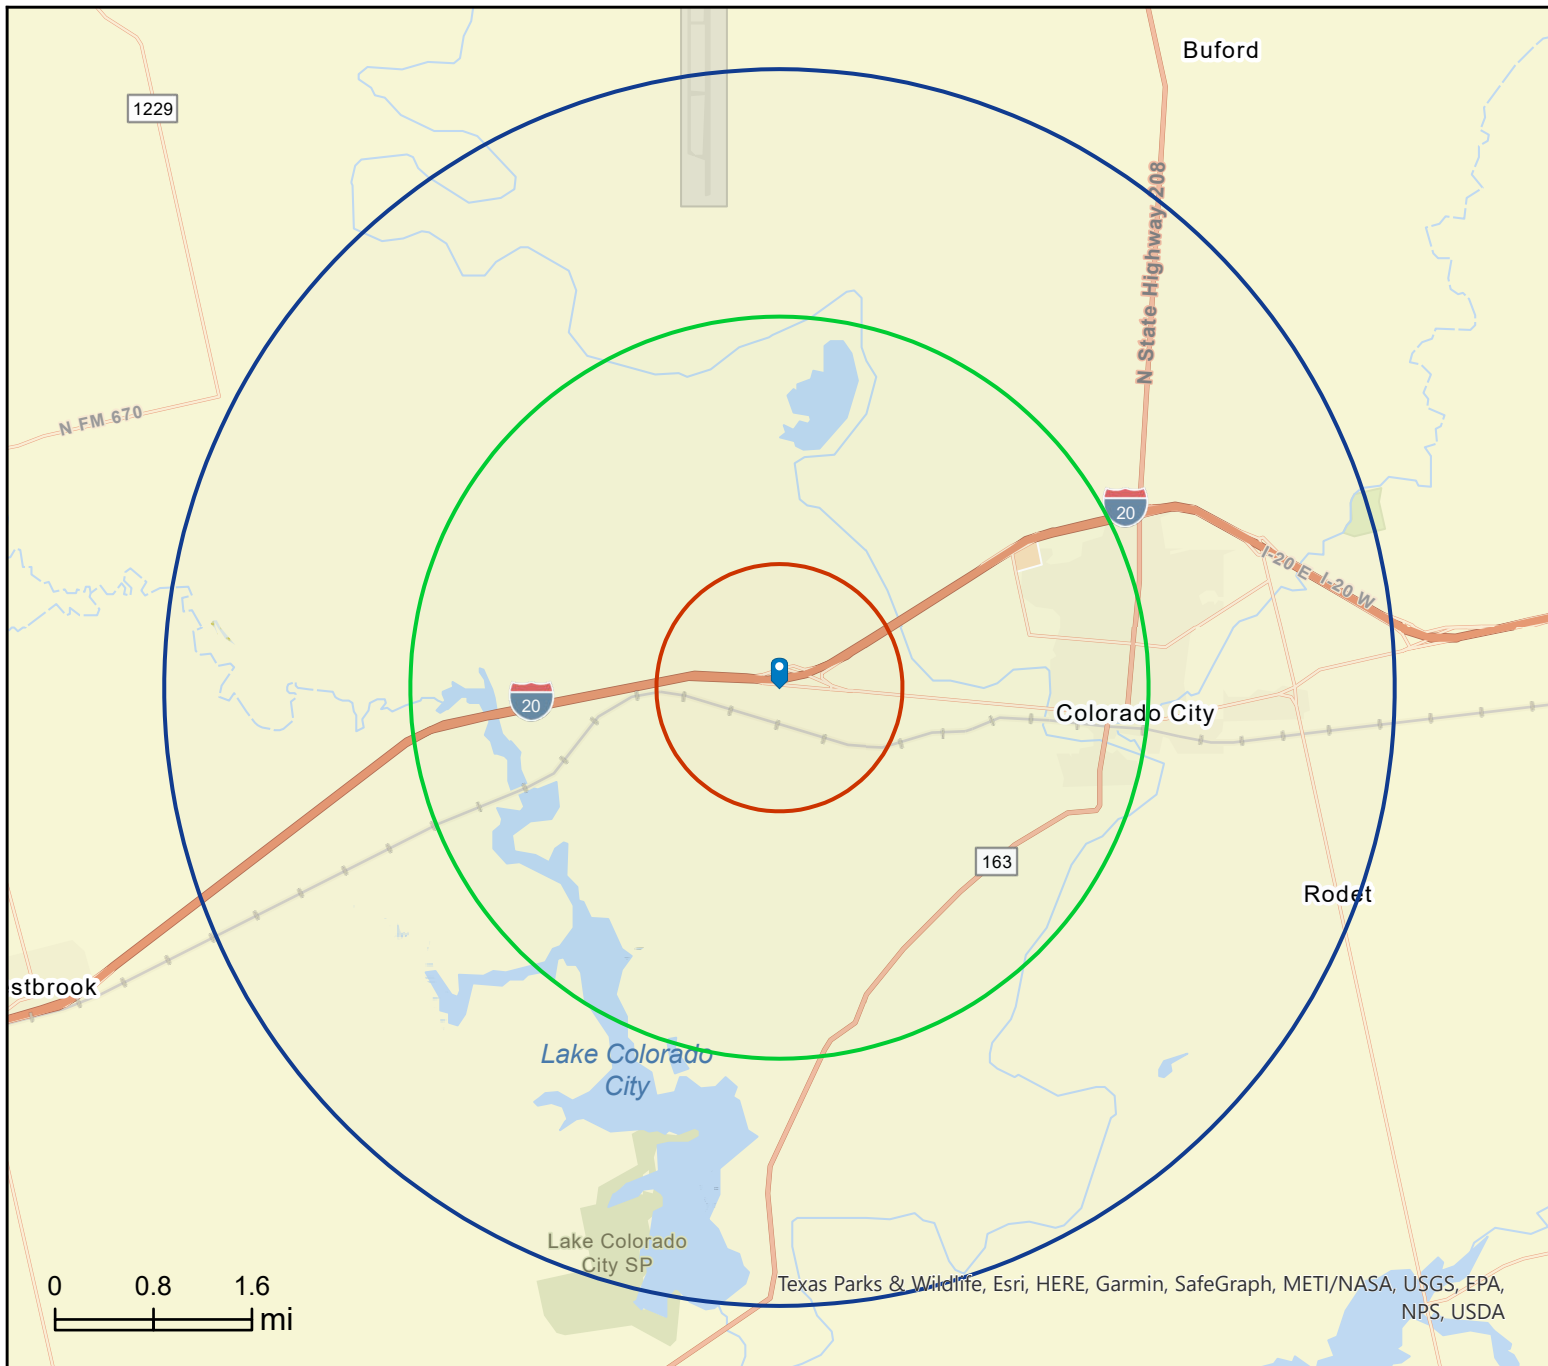 Buford
1229
N State Highway 208
N FM 670
20
I-20 E
I-20 W
20
Colorado City
163
Rodet
stbrook
Lake Colorado
City
Lake Colorado
City SP
0 0.8 1.6
mi
Texas Parks & Wildlife, Esri, HERE, Garmin, SafeGraph, METI/NASA, USGS, EPA,
NPS, USDA